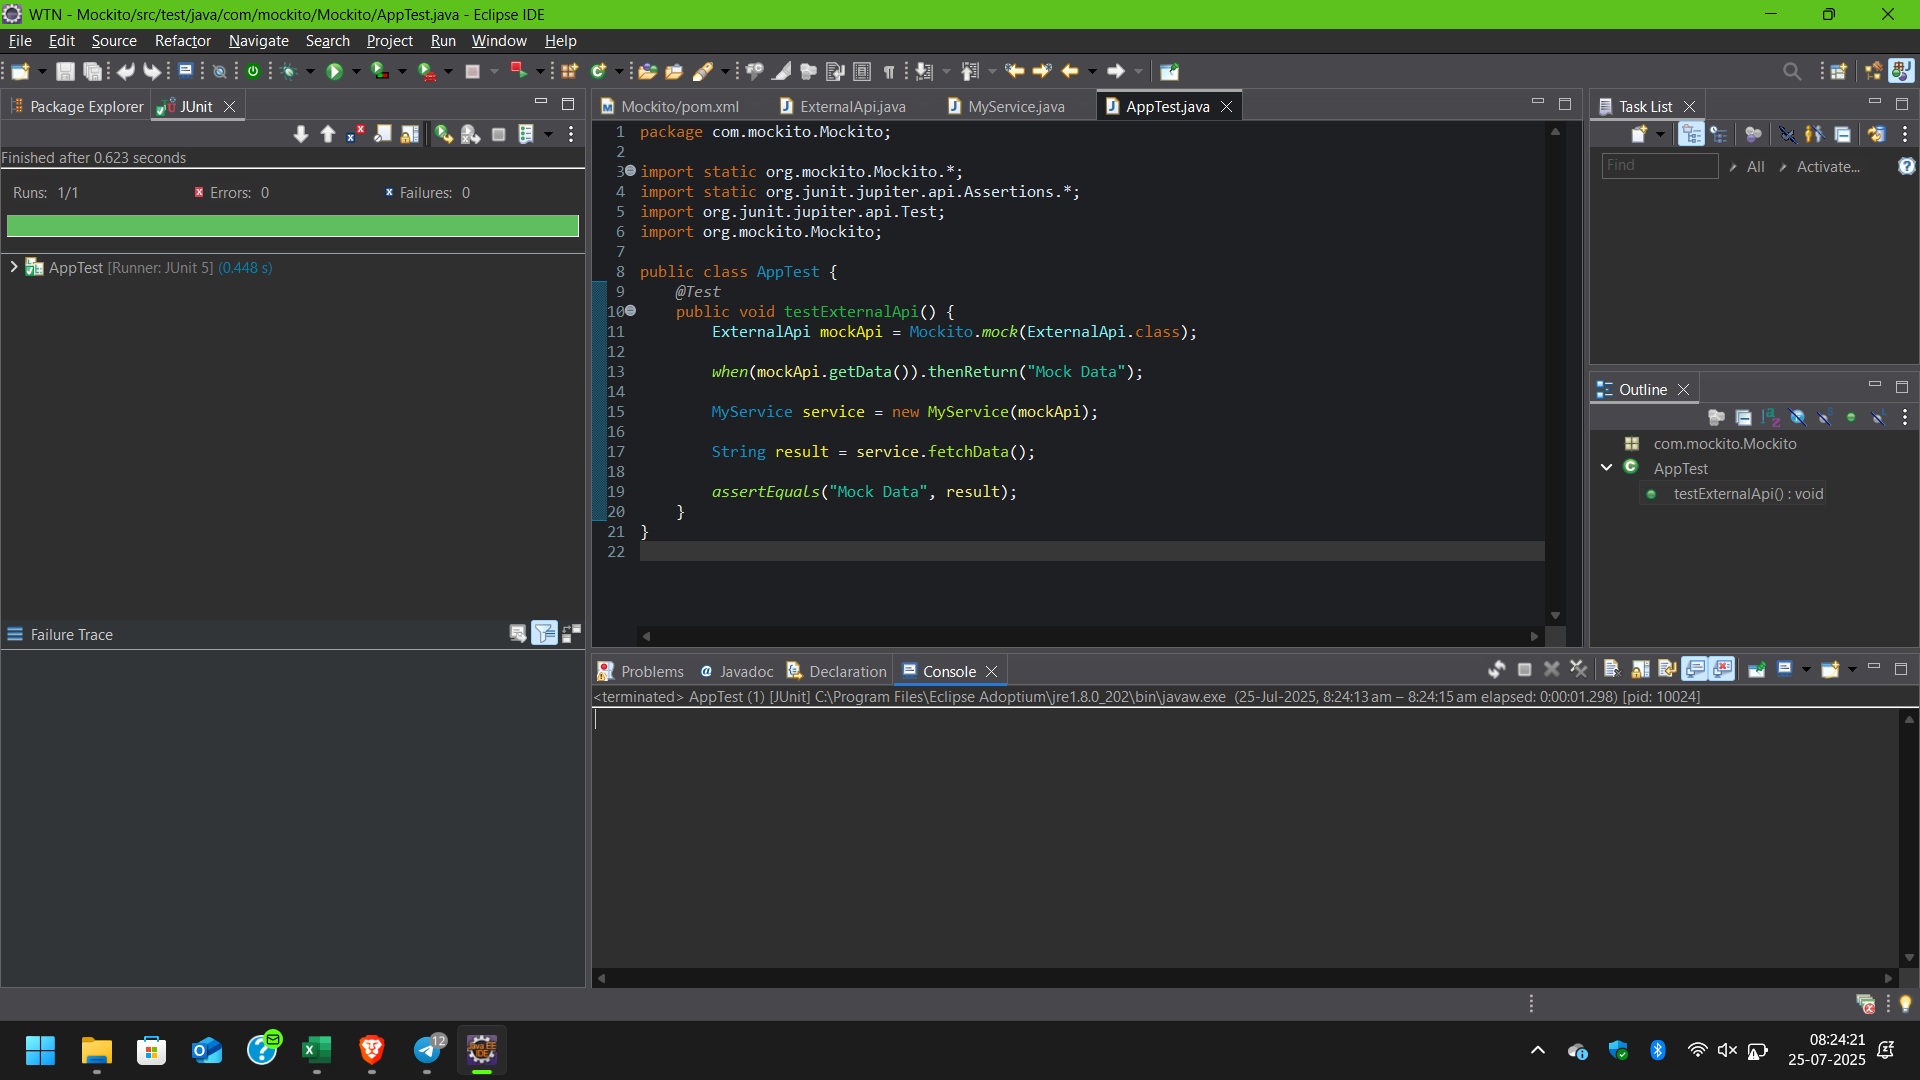 WTN - Mockito/src/test/java/com/mockito/Mockito/AppTest.java - Eclipse IDE
File Edit Source Refactor Navigate Search Project Run Window Help
Package Explorer JUnit
Finished after 0.623 seconds
Runs: 1/1 Errors: 0 Failures: 0
AppTest [Runner: JUnit 5] (0.448 s)
Failure Trace
Mockito/pom.xml ExternalApi.java MyService.java AppTest.java
1 package com.mockito.Mockito;
2
3 import static org.mockito.Mockito.*;
4 import static org.junit.jupiter.api.Assertions.*;
5 import org.junit.jupiter.api.Test;
6 import org.mockito.Mockito;
7
8 public class AppTest {
9 @Test
10 public void testExternalApi() {
11 ExternalApi mockApi = Mockito.mock(ExternalApi.class);
12
13 when(mockApi.getData()).thenReturn("Mock Data");
14
15 MyService service = new MyService(mockApi);
16
17 String result = service.fetchData();
18
19 assertEquals("Mock Data", result);
20 }
21 }
22
Task List
Find All Activate...
Outline
com.mockito.Mockito
AppTest
testExternalApi() : void
Problems Javadoc Declaration Console
<terminated> AppTest (1) [JUnit] C:\Program Files\Eclipse Adoptium\jre1.8.0_202\bin\javaw.exe (25-Jul-2025, 8:24:13 am – 8:24:15 am elapsed: 0:00:01.298) [pid: 10024]
12
08:24:21
25-07-2025